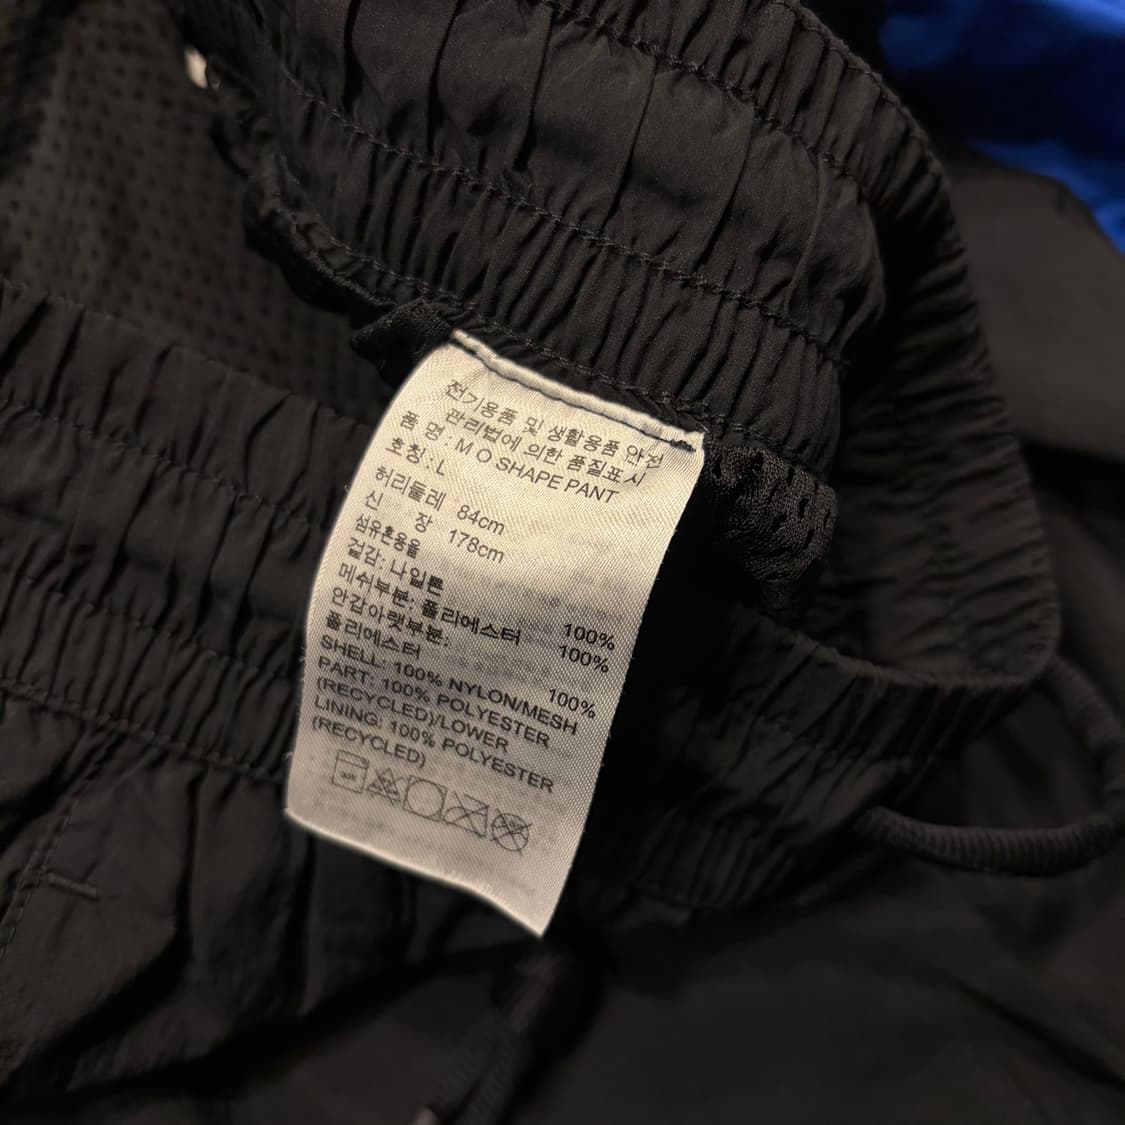 전기용품 및 생활용품 안전
관리법에 의한 품질표시
품 명 : M O SHAPE PANT
호칭 : L
허리둘레 84cm
신 장 178cm
섬유혼용율
겉감: 나일론 100%
메쉬부분: 폴리에스터 100%
안감아랫부분:
폴리에스터 100%
SHELL: 100% NYLON/MESH
PART: 100% POLYESTER
(RECYCLED)/LOWER
LINING: 100% POLYESTER
(RECYCLED)